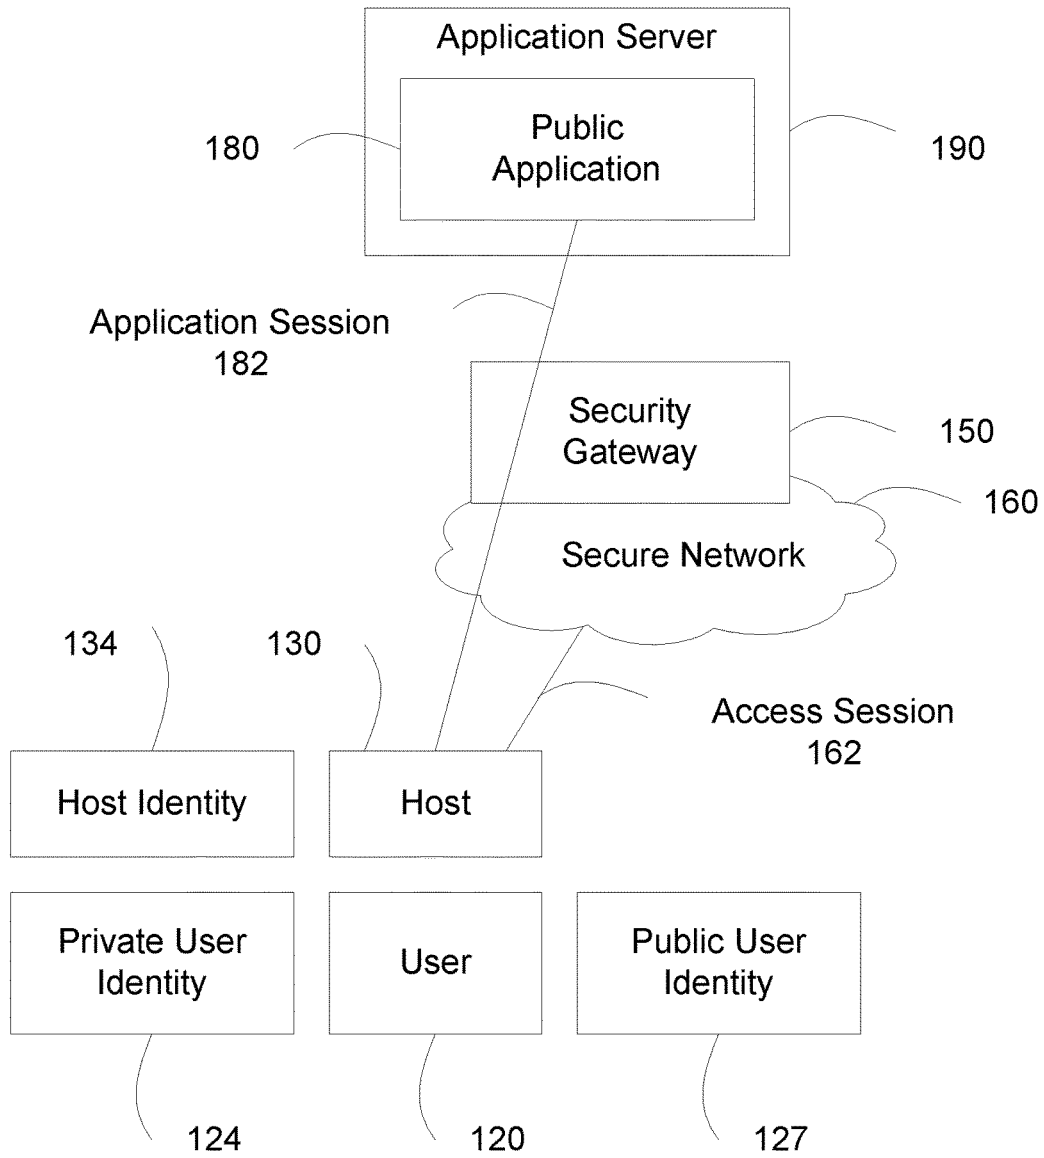 Application Server
Public
Application
180
190
Application Session
182
Security
Gateway
150
160
Secure Network
134
130
Access Session
162
Host Identity
Host
Private User
Identity
User
Public User
Identity
124
120
127